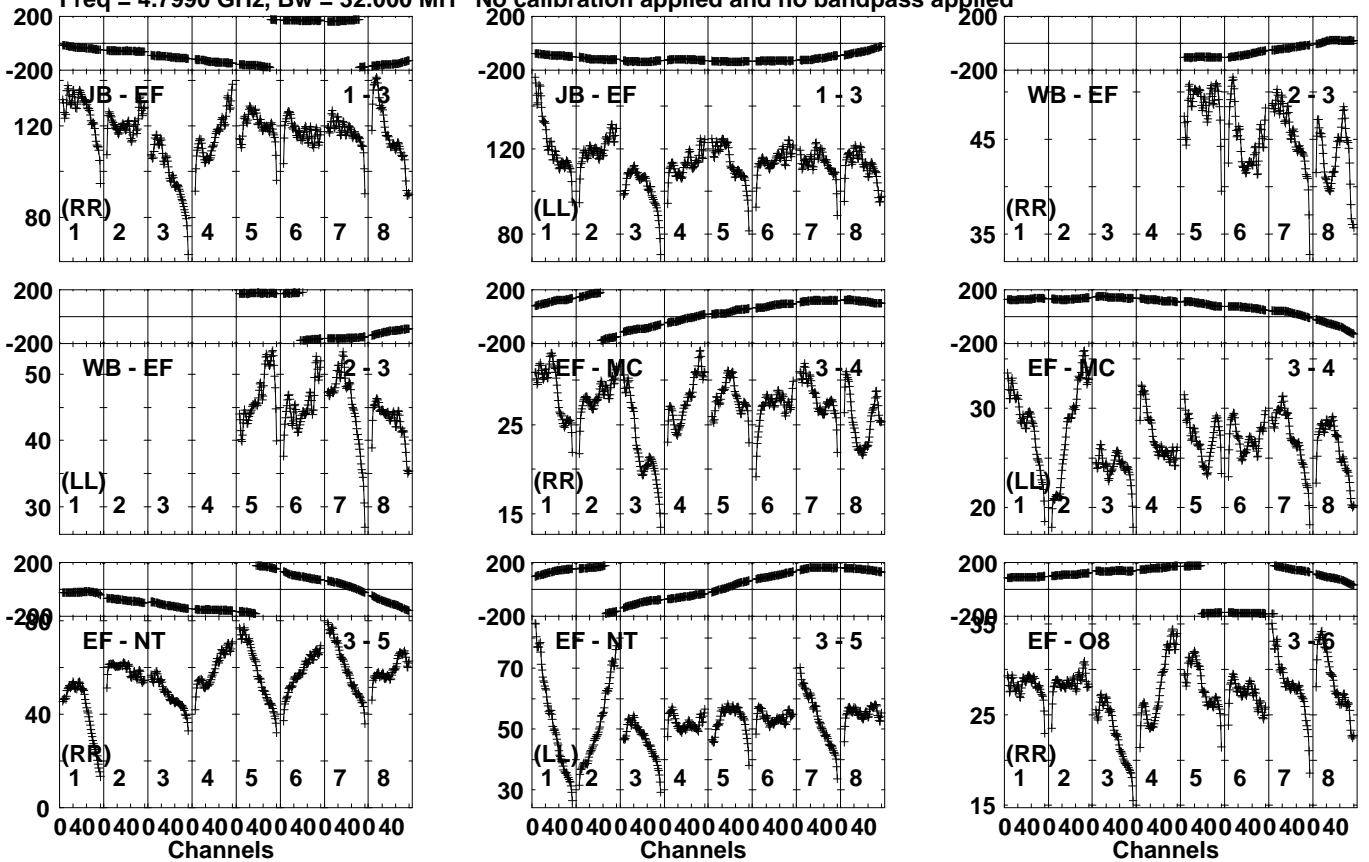 Freq = 4.7990 GHz, Bw = 32.000 MH No calibration applied and no bandpass applied
200
-200
JB - EF 1 - 3
120
80
(RR)
1 2 3 4 5 6 7 8
JB - EF 1 - 3
120
80
(LL)
1 2 3 4 5 6 7 8
200
-200
WB - EF 2 - 3
45
35
(RR)
1 2 3 4 5 6 7 8
200
-200
WB - EF 2 - 3
50
40
30
(LL)
1 2 3 4 5 6 7 8
200
-200
EF - MC 3 - 4
25
15
(RR)
1 2 3 4 5 6 7 8
200
-200
EF - MC 3 - 4
30
20
(LL)
1 2 3 4 5 6 7 8
200
-200
80
EF - NT 3 - 5
40
0
(RR)
1 2 3 4 5 6 7 8
0 40 0 40 0 40 0 40 0 40 0 40 0 40 0 40
Channels
200
-200
EF - NT 3 - 5
70
50
30
(LL)
1 2 3 4 5 6 7 8
0 40 0 40 0 40 0 40 0 40 0 40 0 40 0 40
Channels
200
-200
35
EF - O8 3 - 6
25
15
(RR)
1 2 3 4 5 6 7 8
0 40 0 40 0 40 0 40 0 40 0 40 0 40 0 40
Channels